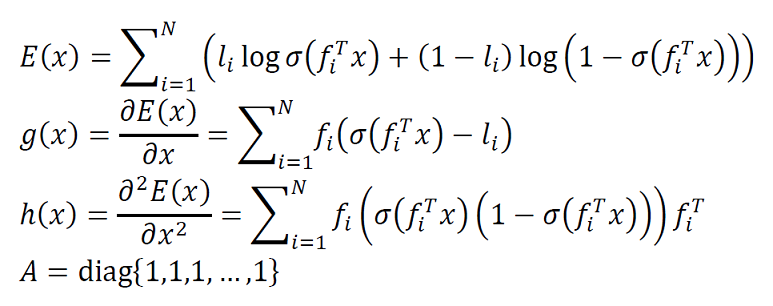 E(x) = ∑_{i=1}^{N} (l_i log σ(f_i^T x) + (1 − l_i) log(1 − σ(f_i^T x)))
g(x) = ∂E(x)/∂x = ∑_{i=1}^{N} f_i(σ(f_i^T x) − l_i)
h(x) = ∂²E(x)/∂x² = ∑_{i=1}^{N} f_i (σ(f_i^T x)(1 − σ(f_i^T x))) f_i^T
A = diag{1,1,1, … ,1}